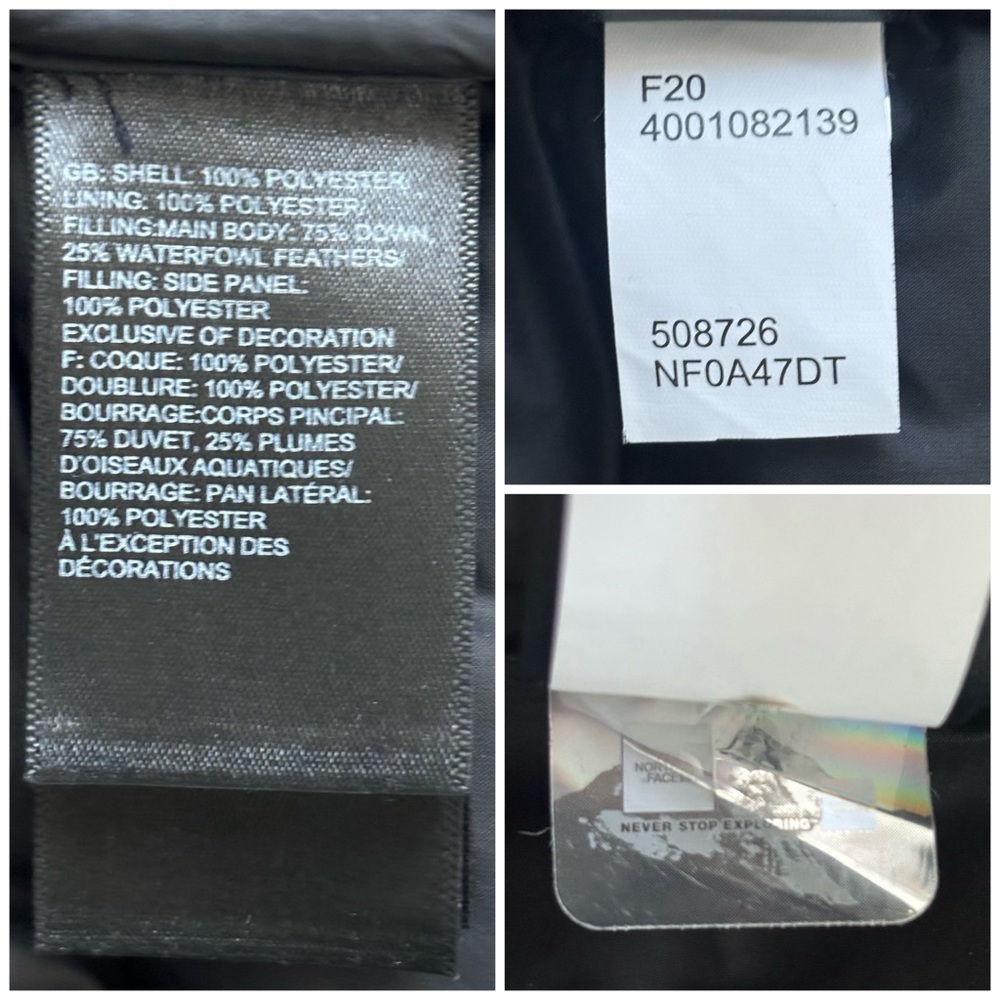 GB: SHELL: 100% POLYESTER/
LINING: 100% POLYESTER/
FILLING:MAIN BODY: 75% DOWN,
25% WATERFOWL FEATHERS/
FILLING: SIDE PANEL:
100% POLYESTER
EXCLUSIVE OF DECORATION
F: COQUE: 100% POLYESTER/
DOUBLURE: 100% POLYESTER/
BOURRAGE:CORPS PINCIPAL:
75% DUVET, 25% PLUMES
D'OISEAUX AQUATIQUES/
BOURRAGE: PAN LATÉRAL:
100% POLYESTER
À L'EXCEPTION DES
DÉCORATIONS
F20
4001082139
508726
NF0A47DT
NORTH
FACE
NEVER STOP EXPLORING